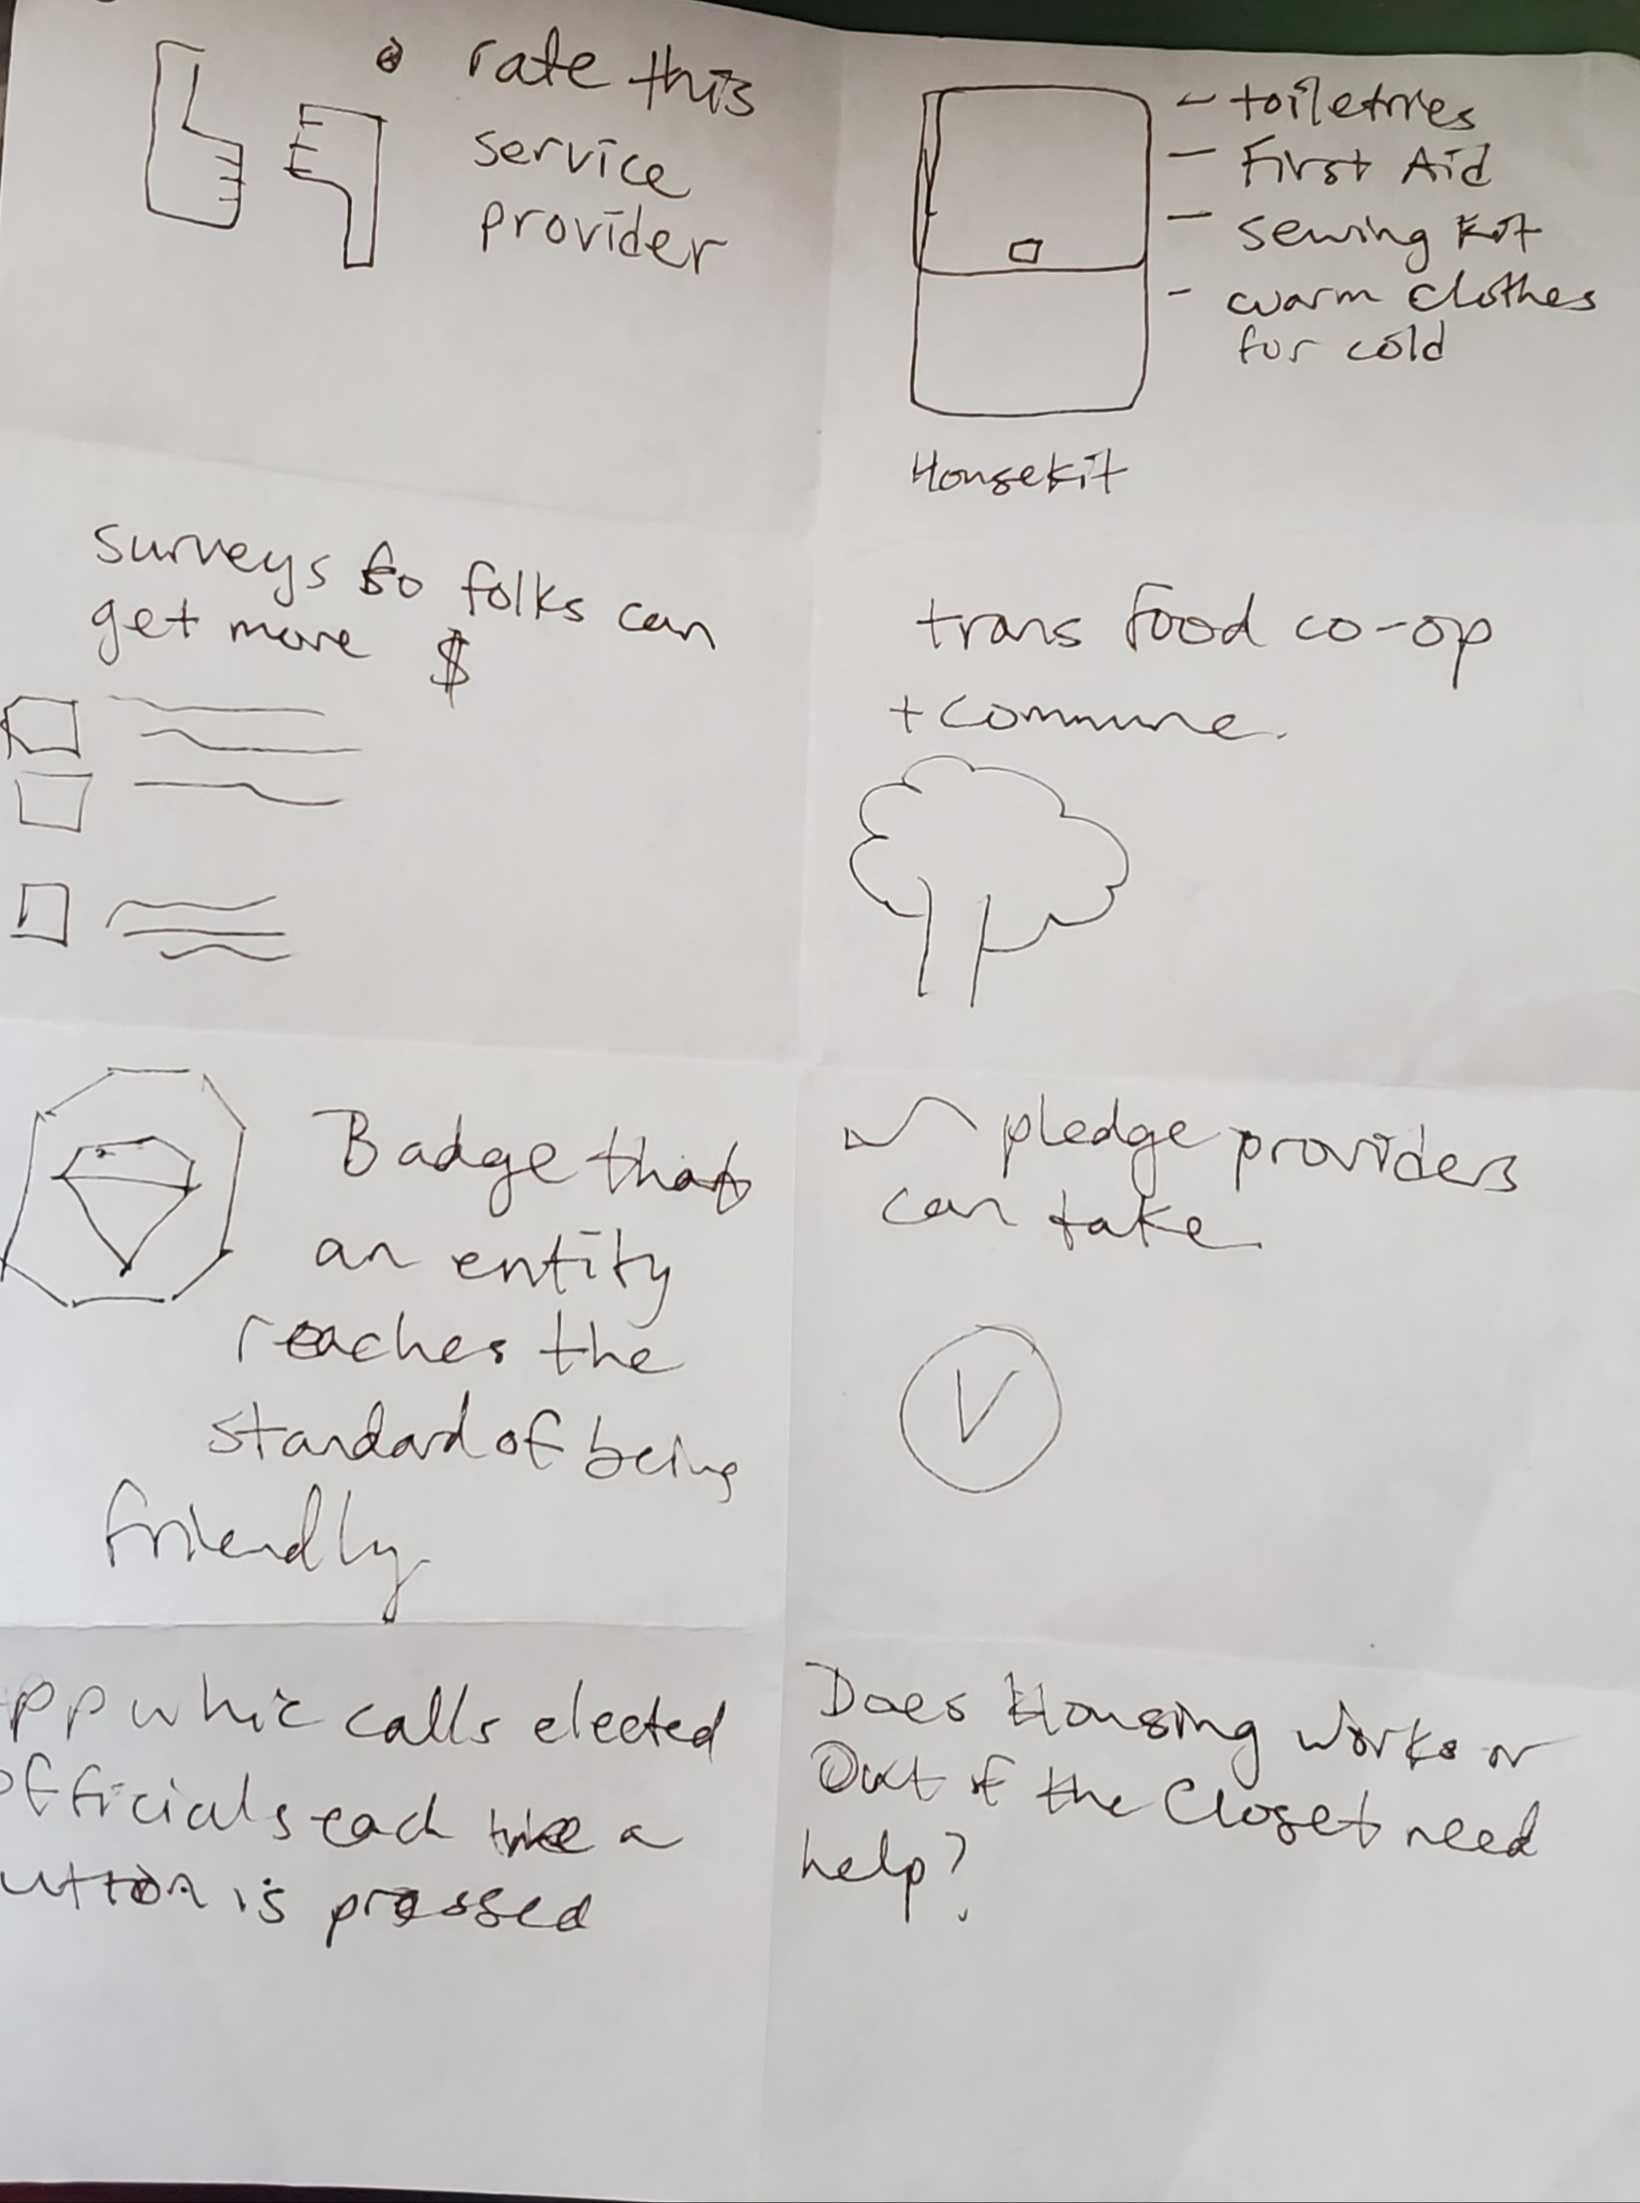 rate this
service
provider
- toiletries
- First Aid
- sewing kit
- warm clothes
for cold
Housekit
surveys so folks can
get more $
trans food co-op
+ commune.
Badge that
an entity
reaches the
standard of being
friendly.
pledge providers
can take
V
pp whic calls elected
officials each time a
utton is pressed
Does Housing works or
Out of the Closet need
help?